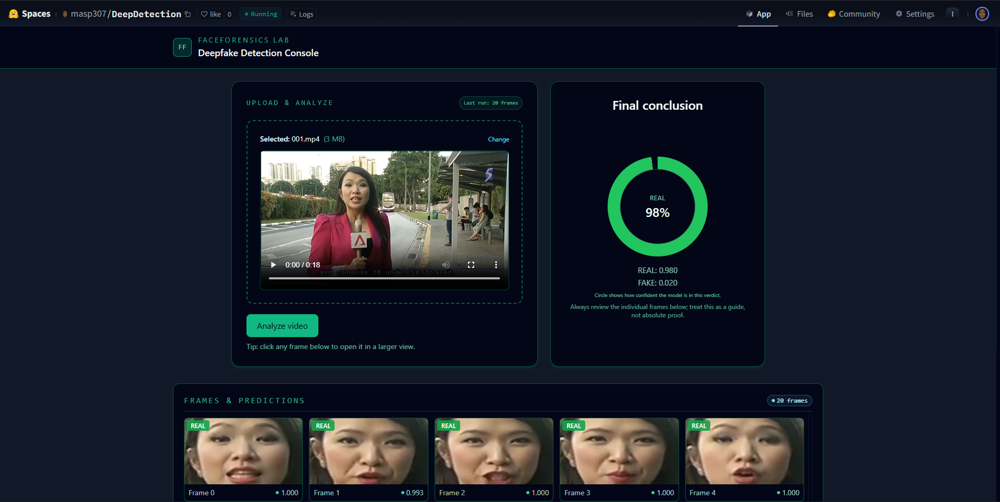 Spaces
masp307/DeepDetection
like 0
Running
Logs
App
Files
Community
Settings
FF
FACEFORENSICS LAB
Deepfake Detection Console
UPLOAD & ANALYZE
Last run: 20 frames
Selected: 001.mp4 (3 MB)
Change
MEDIACORP
5
0:00 / 0:18
and comprise 16 under SBS transit,
Analyze video
Tip: click any frame below to open it in a larger view.
Final conclusion
REAL
98%
REAL: 0.980
FAKE: 0.020
Circle shows how confident the model is in this verdict.
Always review the individual frames below; treat this as a guide,
not absolute proof.
FRAMES & PREDICTIONS
20 frames
REAL
Frame 0 1.000
REAL
Frame 1 0.993
REAL
Frame 2 1.000
REAL
Frame 3 1.000
REAL
Frame 4 1.000